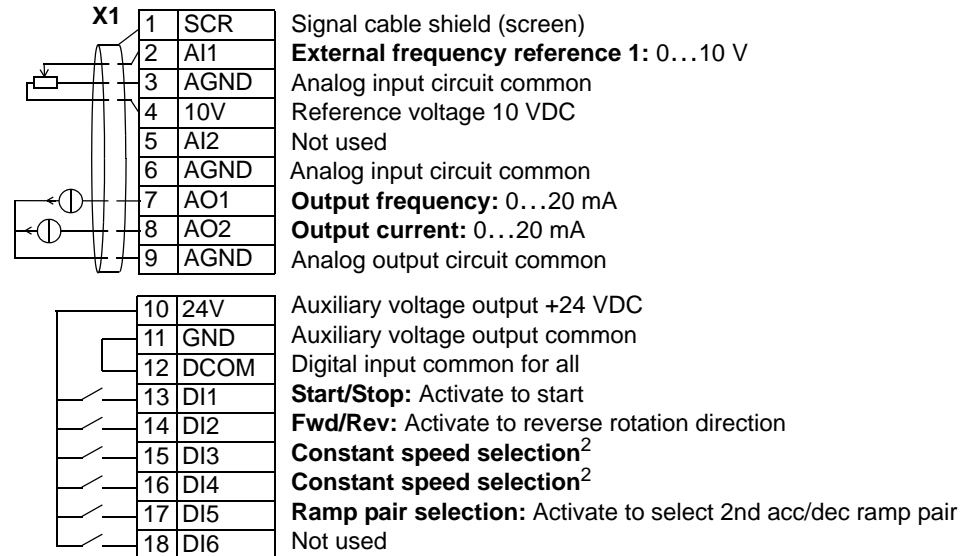 X1
1 SCR Signal cable shield (screen)
2 AI1 External frequency reference 1: 0…10 V
3 AGND Analog input circuit common
4 10V Reference voltage 10 VDC
5 AI2 Not used
6 AGND Analog input circuit common
7 AO1 Output frequency: 0…20 mA
8 AO2 Output current: 0…20 mA
9 AGND Analog output circuit common
10 24V Auxiliary voltage output +24 VDC
11 GND Auxiliary voltage output common
12 DCOM Digital input common for all
13 DI1 Start/Stop: Activate to start
14 DI2 Fwd/Rev: Activate to reverse rotation direction
15 DI3 Constant speed selection²
16 DI4 Constant speed selection²
17 DI5 Ramp pair selection: Activate to select 2nd acc/dec ramp pair
18 DI6 Not used